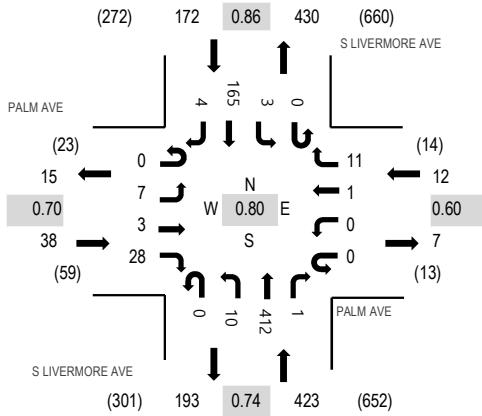 (272) 172 0.86 430 (660)
S LIVERMORE AVE
4 165 3 0
PALM AVE
(23) (14)
15 0 11 12
7 N 1
0.70 W 0.80 E 0.60
38 3 S 0 7
28 0
(59) (13)
0 10 412 1
PALM AVE
S LIVERMORE AVE
(301) 193 0.74 423 (652)